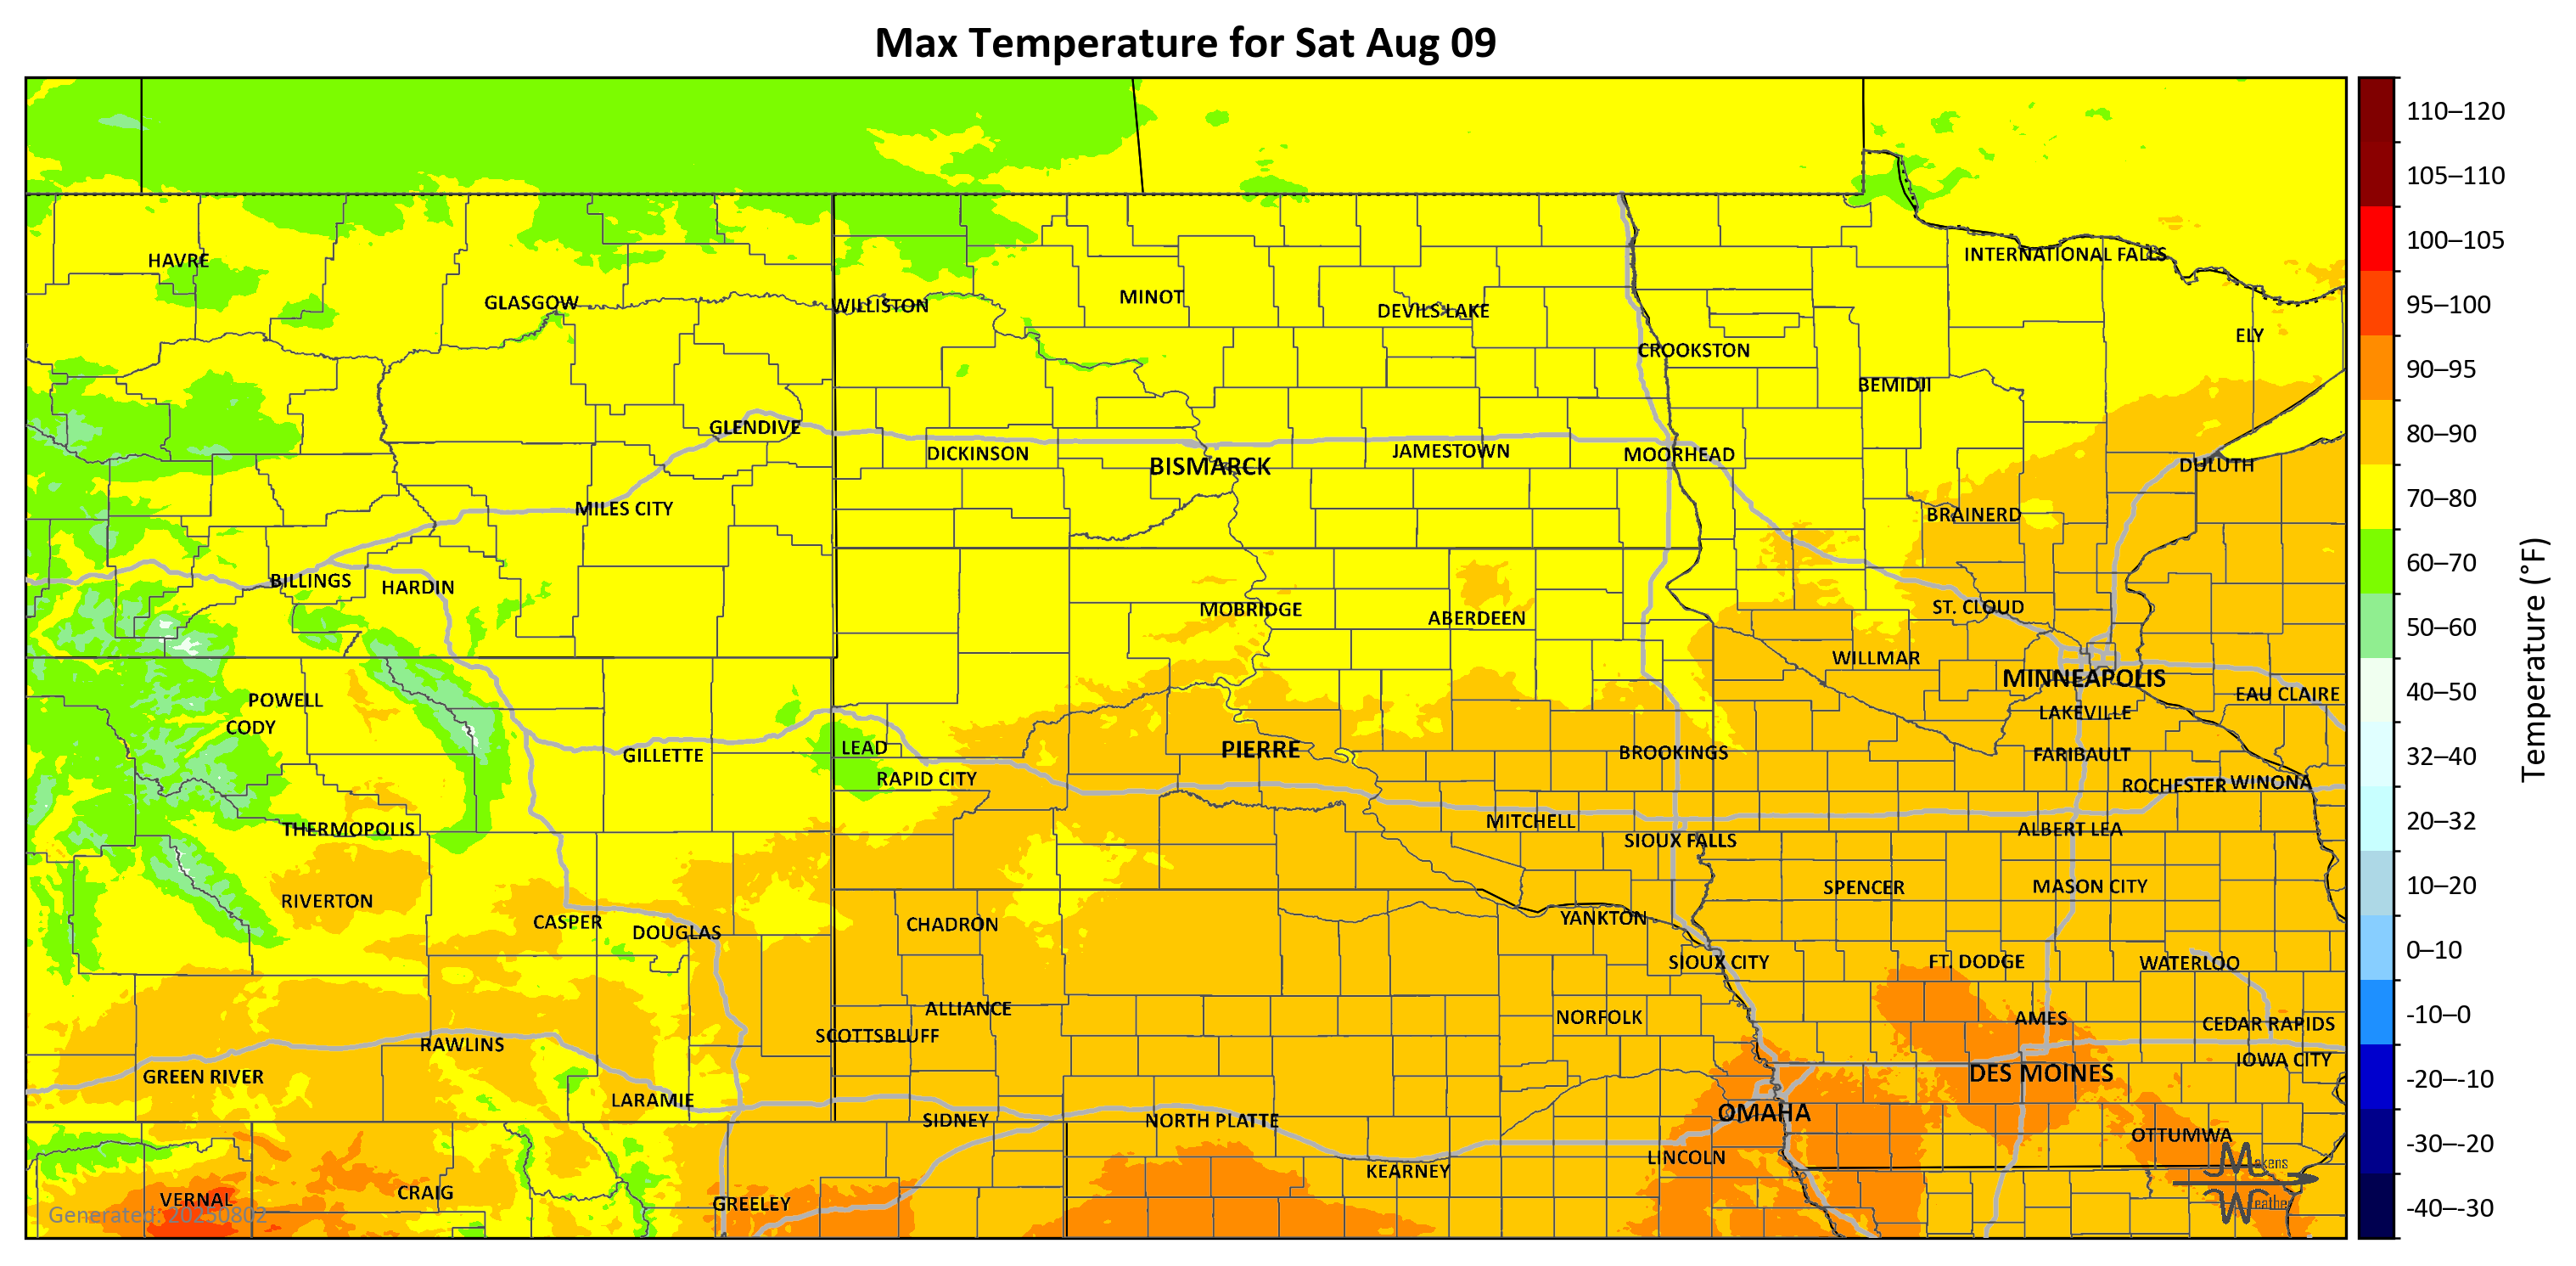 Max Temperature for Sat Aug 09
110–120
105–110
100–105
95–100
90–95
80–90
70–80
60–70
50–60
40–50
32–40
20–32
10–20
0–10
-10–0
-20–-10
-30–-20
-40–-30
Temperature (°F)
HAVRE
INTERNATIONAL FALLS
GLASGOW
WILLISTON
MINOT
DEVILS LAKE
ELY
CROOKSTON
BEMIDJI
GLENDIVE
DICKINSON
BISMARCK
JAMESTOWN
MOORHEAD
DULUTH
MILES CITY
BRAINERD
BILLINGS
HARDIN
MOBRIDGE
ABERDEEN
ST. CLOUD
WILLMAR
MINNEAPOLIS
EAU CLAIRE
POWELL
CODY
LAKEVILLE
GILLETTE
LEAD
PIERRE
BROOKINGS
FARIBAULT
RAPID CITY
ROCHESTER
WINONA
THERMOPOLIS
MITCHELL
SIOUX FALLS
ALBERT LEA
RIVERTON
SPENCER
MASON CITY
CASPER
DOUGLAS
CHADRON
YANKTON
SIOUX CITY
FT. DODGE
WATERLOO
ALLIANCE
NORFOLK
AMES
CEDAR RAPIDS
SCOTTSBLUFF
RAWLINS
IOWA CITY
GREEN RIVER
DES MOINES
LARAMIE
SIDNEY
NORTH PLATTE
OMAHA
OTTUMWA
KEARNEY
LINCOLN
VERNAL
CRAIG
GREELEY
Generated: 20250802
Makens
Weather